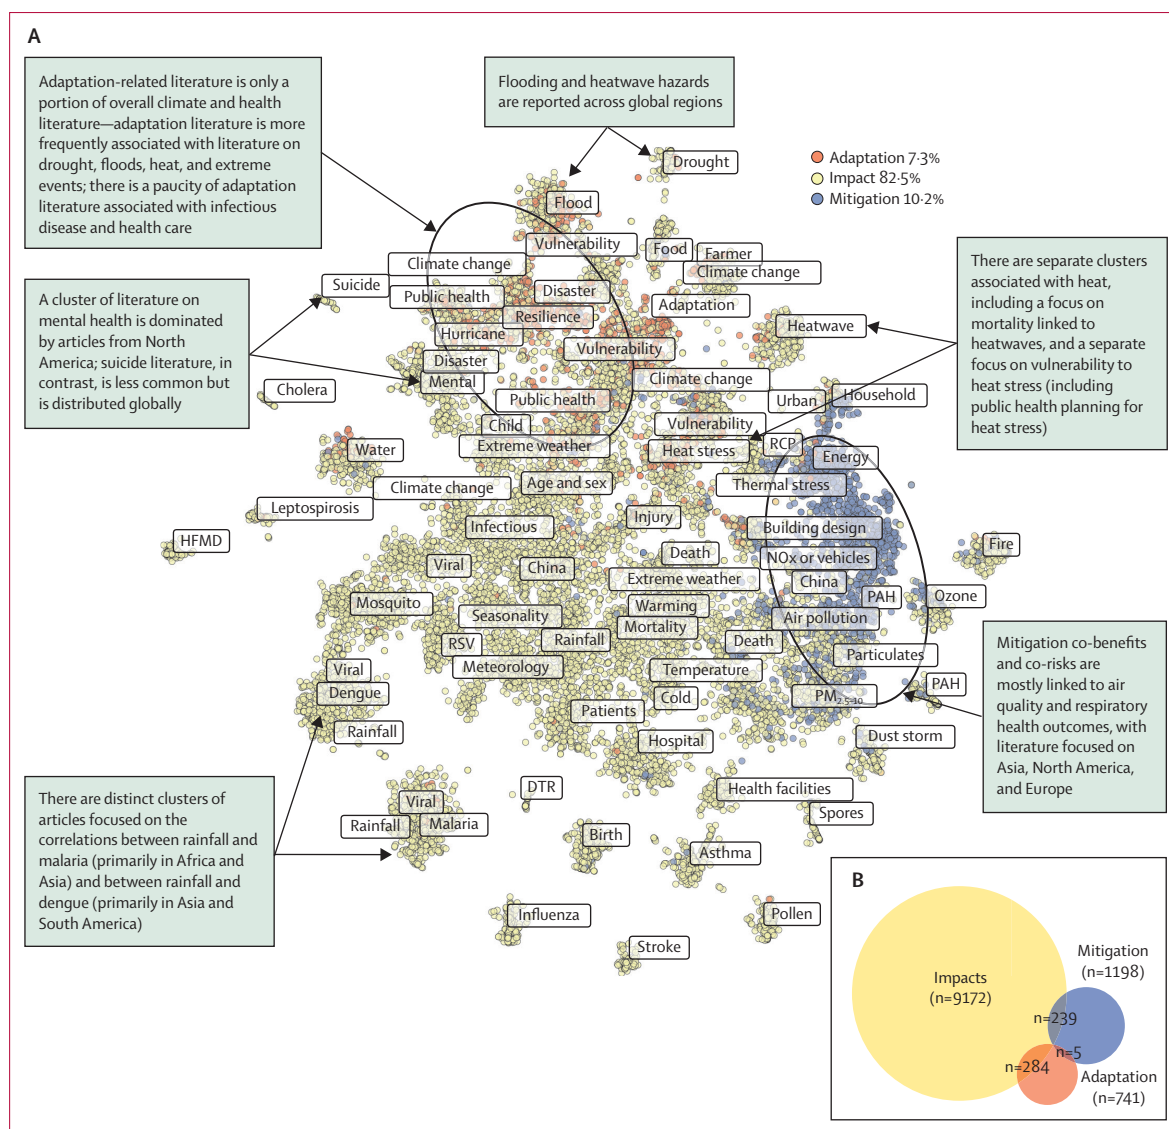 A
Adaptation-related literature is only a
portion of overall climate and health
literature—adaptation literature is more
frequently associated with literature on
drought, floods, heat, and extreme
events; there is a paucity of adaptation
literature associated with infectious
disease and health care
Flooding and heatwave hazards
are reported across global regions
Adaptation 7·3%
Impact 82·5%
Mitigation 10·2%
A cluster of literature on
mental health is dominated
by articles from North
America; suicide literature, in
contrast, is less common but
is distributed globally
There are separate clusters
associated with heat,
including a focus on
mortality linked to
heatwaves, and a separate
focus on vulnerability to
heat stress (including
public health planning for
heat stress)
Drought
Flood
Vulnerability
Food
Farmer
Climate change
Climate change
Suicide
Public health
Disaster
Adaptation
Resilience
Heatwave
Hurricane
Vulnerability
Disaster
Mental
Climate change
Cholera
Public health
Urban
Household
Child
Vulnerability
Water
Extreme weather
Heat stress
RCP
Energy
Climate change
Age and sex
Thermal stress
Leptospirosis
Infectious
Injury
Building design
HFMD
Viral
China
Death
NOx or vehicles
Fire
Extreme weather
China
Mosquito
Seasonality
Warming
PAH
Ozone
RSV
Rainfall
Mortality
Air pollution
Viral
Meteorology
Death
Particulates
Dengue
Temperature
PAH
Cold
PM2.5–10
Rainfall
Patients
Hospital
Dust storm
Mitigation co-benefits
and co-risks are
mostly linked to air
quality and respiratory
health outcomes, with
literature focused on
Asia, North America,
and Europe
There are distinct clusters of
articles focused on the
correlations between rainfall and
malaria (primarily in Africa and
Asia) and between rainfall and
dengue (primarily in Asia and
South America)
DTR
Health facilities
Viral
Rainfall
Malaria
Spores
Birth
Asthma
Influenza
Pollen
Stroke
B
Impacts
(n=9172)
Mitigation
(n=1198)
n=239
n=5
n=284
Adaptation
(n=741)